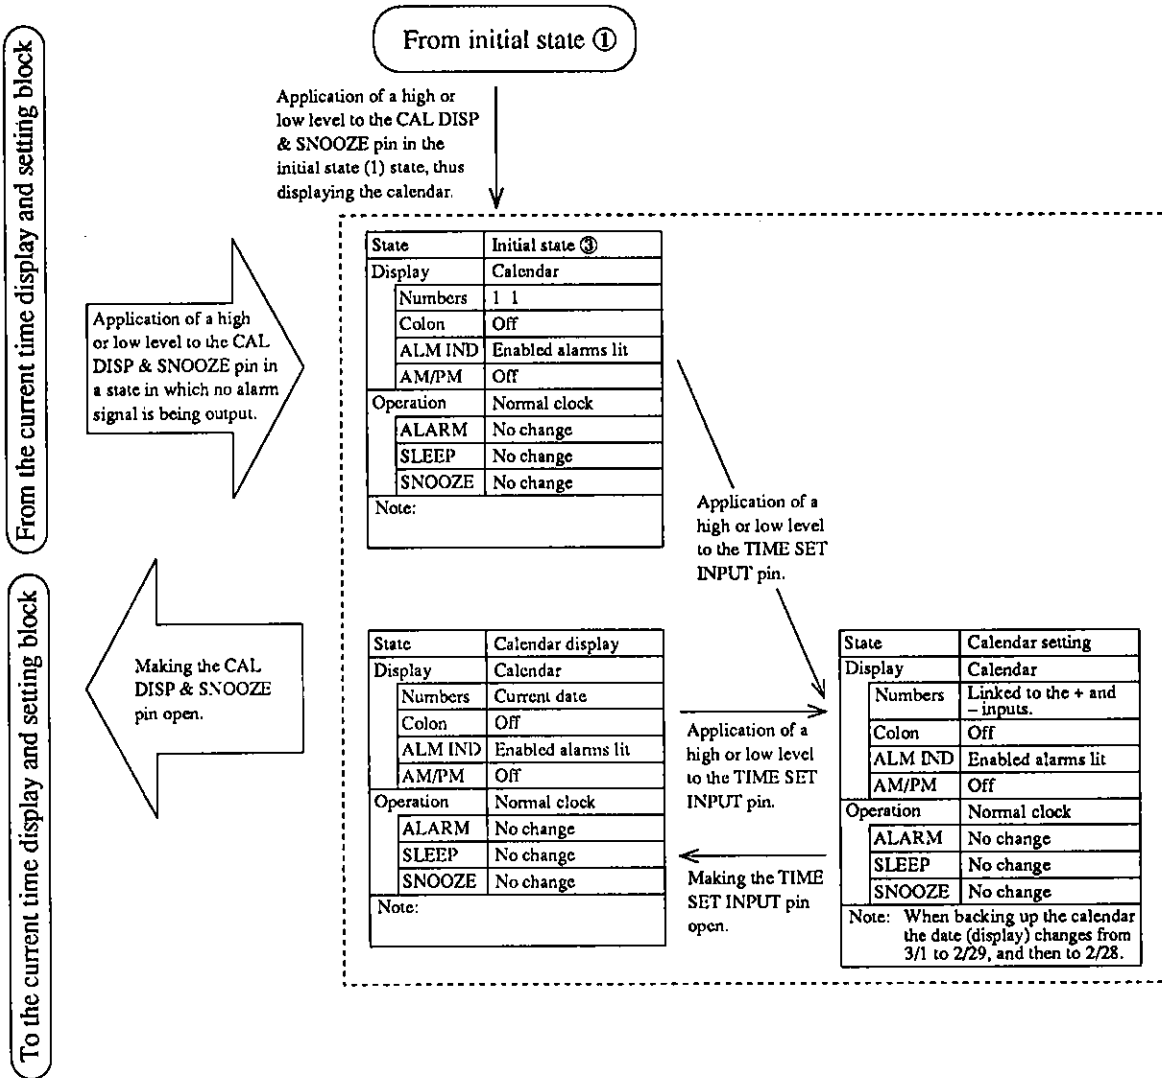 From initial state ①
Application of a high or
low level to the CAL DISP
& SNOOZE pin in the
initial state (1) state, thus
displaying the calendar.
From the current time display and setting block
Application of a high
or low level to the CAL
DISP & SNOOZE pin in
a state in which no alarm
signal is being output.
State Initial state ③
Display Calendar
Numbers 1 1
Colon Off
ALM IND Enabled alarms lit
AM/PM Off
Operation Normal clock
ALARM No change
SLEEP No change
SNOOZE No change
Note:
Application of a
high or low level
to the TIME SET
INPUT pin.
To the current time display and setting block
Making the CAL
DISP & SNOOZE
pin open.
State Calendar display
Display Calendar
Numbers Current date
Colon Off
ALM IND Enabled alarms lit
AM/PM Off
Operation Normal clock
ALARM No change
SLEEP No change
SNOOZE No change
Note:
Application of a
high or low level
to the TIME SET
INPUT pin.
Making the TIME
SET INPUT pin
open.
State Calendar setting
Display Calendar
Numbers Linked to the + and
– inputs.
Colon Off
ALM IND Enabled alarms lit
AM/PM Off
Operation Normal clock
ALARM No change
SLEEP No change
SNOOZE No change
Note: When backing up the calendar
the date (display) changes from
3/1 to 2/29, and then to 2/28.